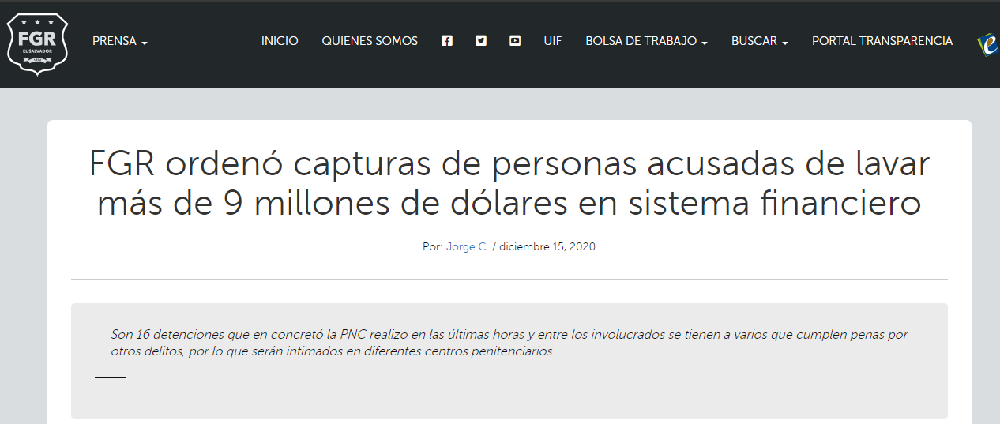 FGR
EL SALVADOR
PRENSA
INICIO
QUIENES SOMOS
UIF
BOLSA DE TRABAJO
BUSCAR
PORTAL TRANSPARENCIA
FGR ordenó capturas de personas acusadas de lavar
más de 9 millones de dólares en sistema financiero
Por: Jorge C. / diciembre 15, 2020
Son 16 detenciones que en concretó la PNC realizo en las últimas horas y entre los involucrados se tienen a varios que cumplen penas por
otros delitos, por lo que serán intimados en diferentes centros penitenciarios.